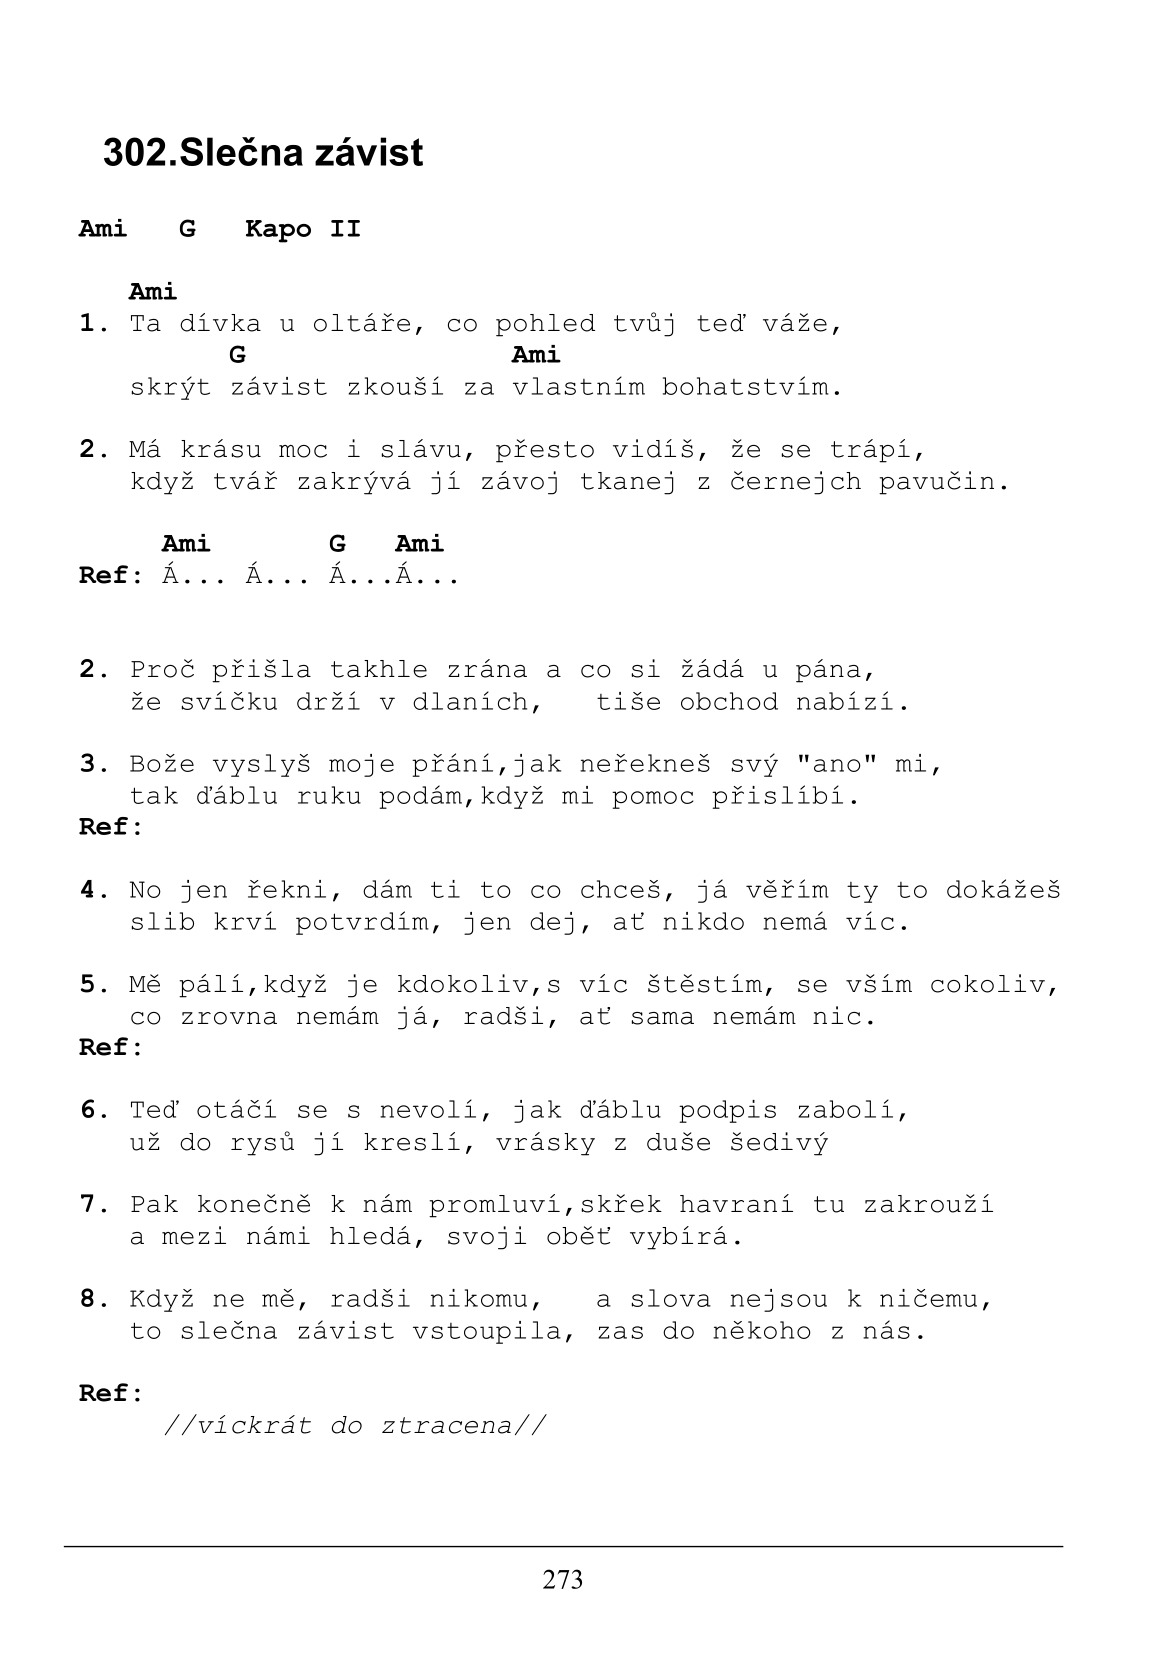 302.Slečna závist
Ami   G   Kapo II
   Ami
1. Ta dívka u oltáře, co pohled tvůj teď váže,
         G                Ami
   skrýt závist zkouší za vlastním bohatstvím.
2. Má krásu moc i slávu, přesto vidíš, že se trápí,
   když tvář zakrývá jí závoj tkanej z černejch pavučin.
     Ami       G   Ami
Ref: Á... Á... Á...Á...
2. Proč přišla takhle zrána a co si žádá u pána,
   že svíčku drží v dlaních,   tiše obchod nabízí.
3. Bože vyslyš moje přání,jak neřekneš svý "ano" mi,
   tak ďáblu ruku podám,když mi pomoc přislíbí.
Ref:
4. No jen řekni, dám ti to co chceš, já věřím ty to dokážeš
   slib krví potvrdím, jen dej, ať nikdo nemá víc.
5. Mě pálí,když je kdokoliv,s víc štěstím, se vším cokoliv,
   co zrovna nemám já, radši, ať sama nemám nic.
Ref:
6. Teď otáčí se s nevolí, jak ďáblu podpis zabolí,
   už do rysů jí kreslí, vrásky z duše šedivý
7. Pak konečně k nám promluví,skřek havraní tu zakrouží
   a mezi námi hledá, svoji oběť vybírá.
8. Když ne mě, radši nikomu,   a slova nejsou k ničemu,
   to slečna závist vstoupila, zas do někoho z nás.
Ref:
     //víckrát do ztracena//
273